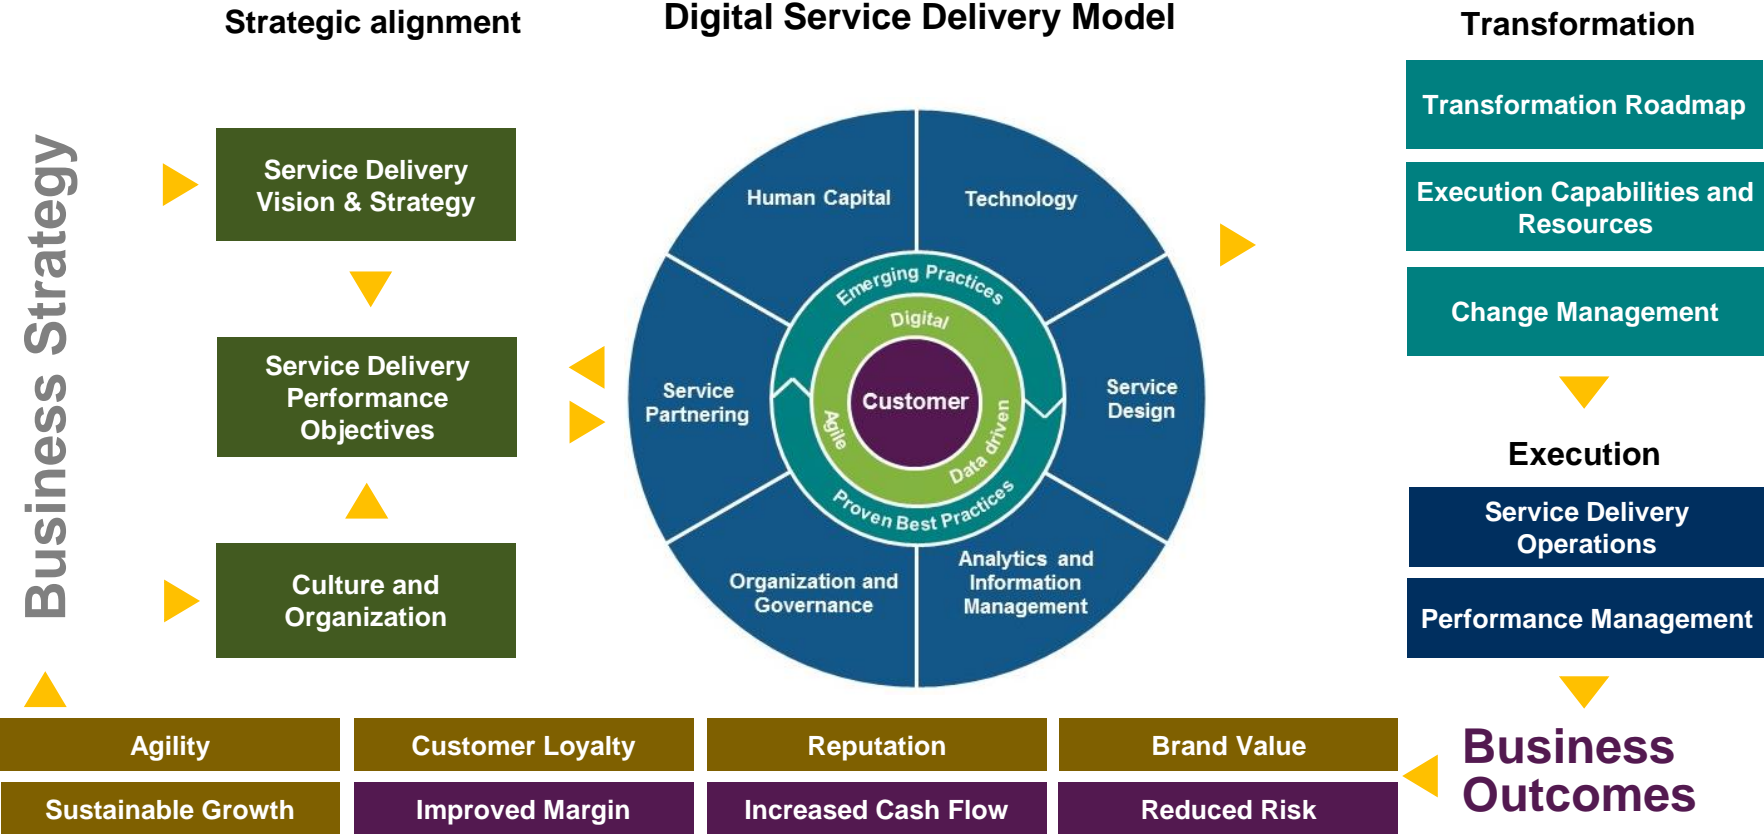 Strategic alignment
Digital Service Delivery Model
Transformation
Business Strategy
Service Delivery
Vision & Strategy
Service Delivery
Performance
Objectives
Culture and
Organization
Human Capital
Technology
Service
Partnering
Service
Design
Organization and
Governance
Analytics and
Information
Management
Emerging Practices
Proven Best Practices
Digital
Agile
Data driven
Customer
Transformation Roadmap
Execution Capabilities and
Resources
Change Management
Execution
Service Delivery
Operations
Performance Management
Business
Outcomes
Agility
Customer Loyalty
Reputation
Brand Value
Sustainable Growth
Improved Margin
Increased Cash Flow
Reduced Risk